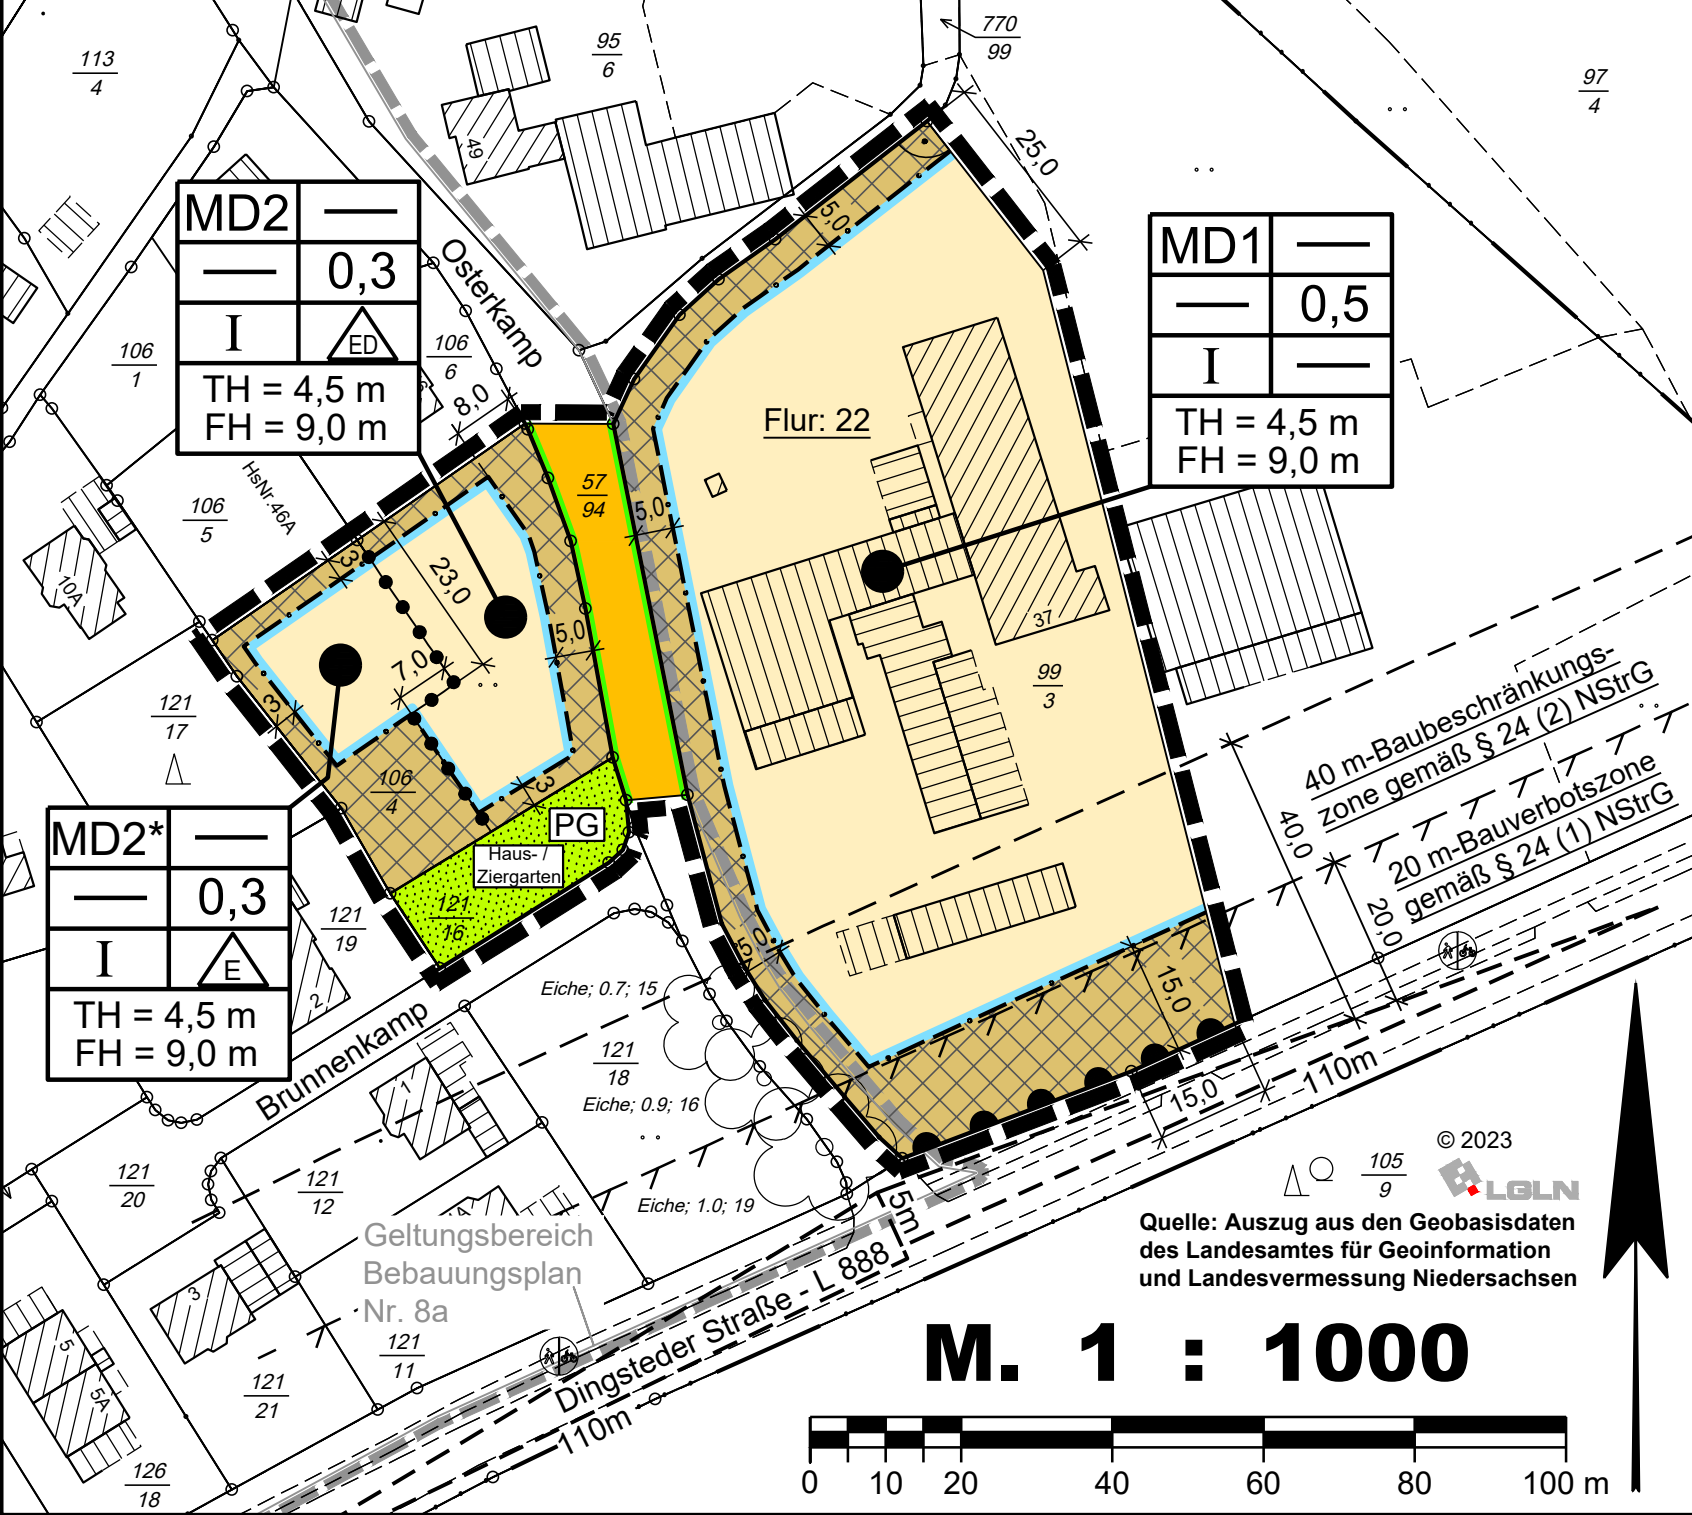 113
4
95
6
770
99
97
4
49
25,0
MD2
0,3
I
ED
TH = 4,5 m
FH = 9,0 m
Osterkamp
5,0
MD1
0,5
I
TH = 4,5 m
FH = 9,0 m
106
1
106
6
8,0
Flur: 22
HsNr.46A
57
94
5,0
106
5
10A
3
23,0
5,0
7,0
37
99
3
3
121
17
106
4
3
40 m-Baubeschränkungs-
zone gemäß § 24 (2) NStrG
20 m-Bauverbotszone
gemäß § 24 (1) NStrG
40,0
20,0
MD2*
0,3
I
E
TH = 4,5 m
FH = 9,0 m
PG
Haus- /
Ziergarten
121
16
121
19
2
5,0
15,0
Eiche; 0.7; 15
121
18
Eiche; 0.9; 16
Eiche; 1.0; 19
Brunnenkamp
1
15,0
110m
121
20
121
12
© 2023
105
9
LGLN
Quelle: Auszug aus den Geobasisdaten
des Landesamtes für Geoinformation
und Landesvermessung Niedersachsen
5m
Geltungsbereich
Bebauungsplan
Nr. 8a
3
5
5A
121
11
121
21
126
18
Dingsteder Straße - L 888
110m
M. 1 : 1000
0 10 20 40 60 80 100 m